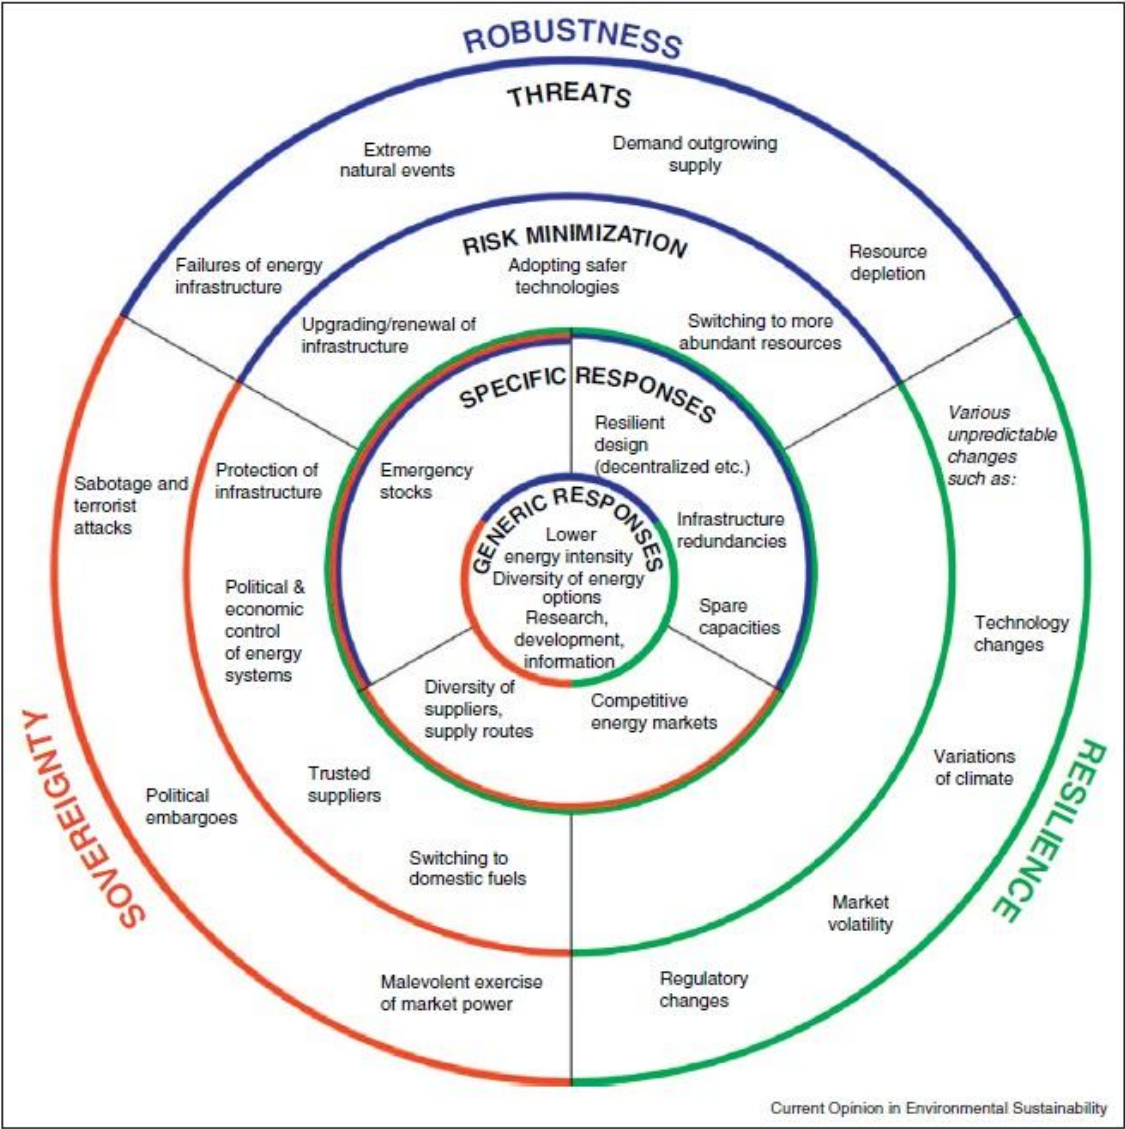 ROBUSTNESS
THREATS
Extreme
natural events
Demand outgrowing
supply
Failures of energy
infrastructure
Resource
depletion
RISK MINIMIZATION
Adopting safer
technologies
Upgrading/renewal of
infrastructure
Switching to more
abundant resources
SPECIFIC RESPONSES
Resilient
design
(decentralized etc.)
Emergency
stocks
Infrastructure
redundancies
Spare
capacities
GENERIC RESPONSES
Lower
energy intensity
Diversity of energy
options
Research,
development,
information
Diversity of
suppliers,
supply routes
Competitive
energy markets
Sabotage and
terrorist
attacks
Protection of
infrastructure
Political &
economic
control
of energy
systems
Trusted
suppliers
Switching to
domestic fuels
Political
embargoes
Malevolent exercise
of market power
SOVEREIGNTY
Various
unpredictable
changes
such as:
Technology
changes
Variations
of climate
Market
volatility
Regulatory
changes
RESILIENCE
Current Opinion in Environmental Sustainability